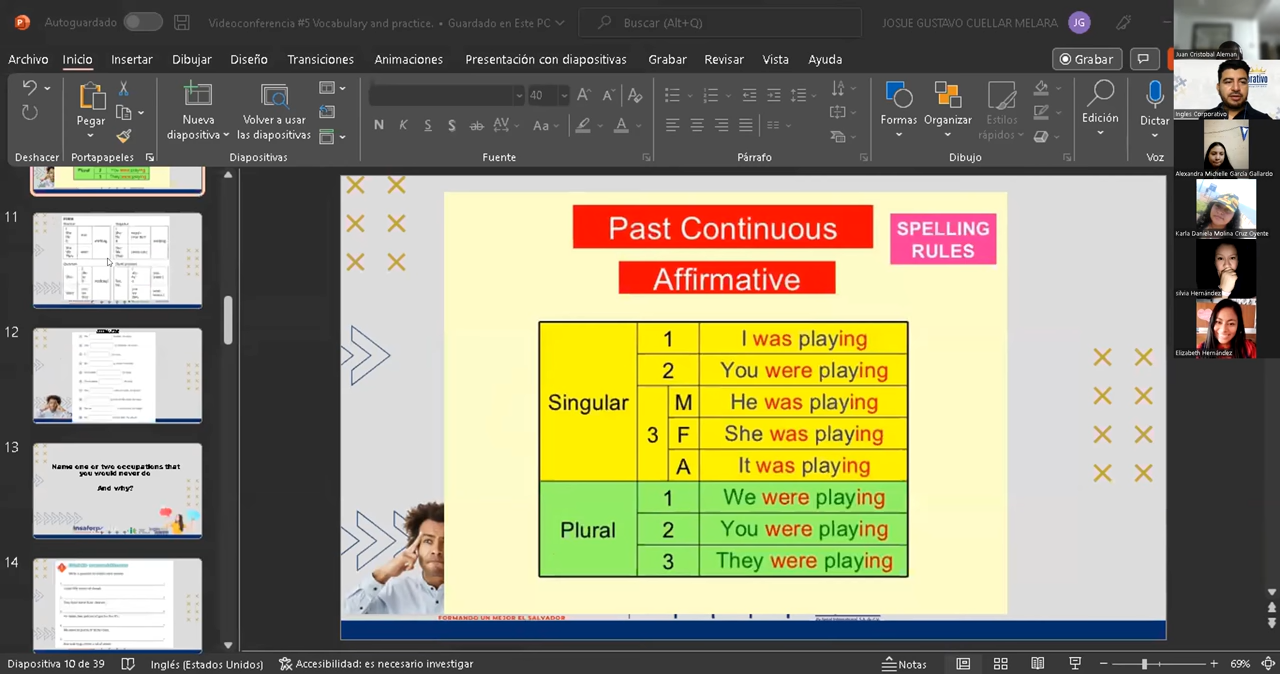 Autoguardado
Videoconferencia #5 Vocabulary and practice. • Guardado en Este PC
Buscar (Alt+Q)
JOSUE GUSTAVO CUELLAR MELARA
JG
Archivo Inicio Insertar Dibujar Diseño Transiciones Animaciones Presentación con diapositivas Grabar Revisar Vista Ayuda
Grabar
Pegar
Nueva diapositiva
Volver a usar las diapositivas
40
N K S S ab AV Aa A
Formas
Organizar
Estilos rápidos
Edición
Dictar
Deshacer Portapapeles Diapositivas Fuente Párrafo Dibujo Voz
Juan Cristobal Aleman
Ingles Corporativo
Alexandra Michelle García Gallardo
Karla Daniela Molina Cruz Oyente
silvia Hernández
Elizabeth Hernández
11
12
13
Name one or two occupations that
you would never do
And why?
14
Past Continuous
SPELLING
RULES
Affirmative
Singular
1 I was playing
2 You were playing
3 M He was playing
F She was playing
A It was playing
Plural
1 We were playing
2 You were playing
3 They were playing
FORMANDO UN MEJOR EL SALVADOR
Diapositiva 10 de 39
Inglés (Estados Unidos)
Accesibilidad: es necesario investigar
Notas
69%